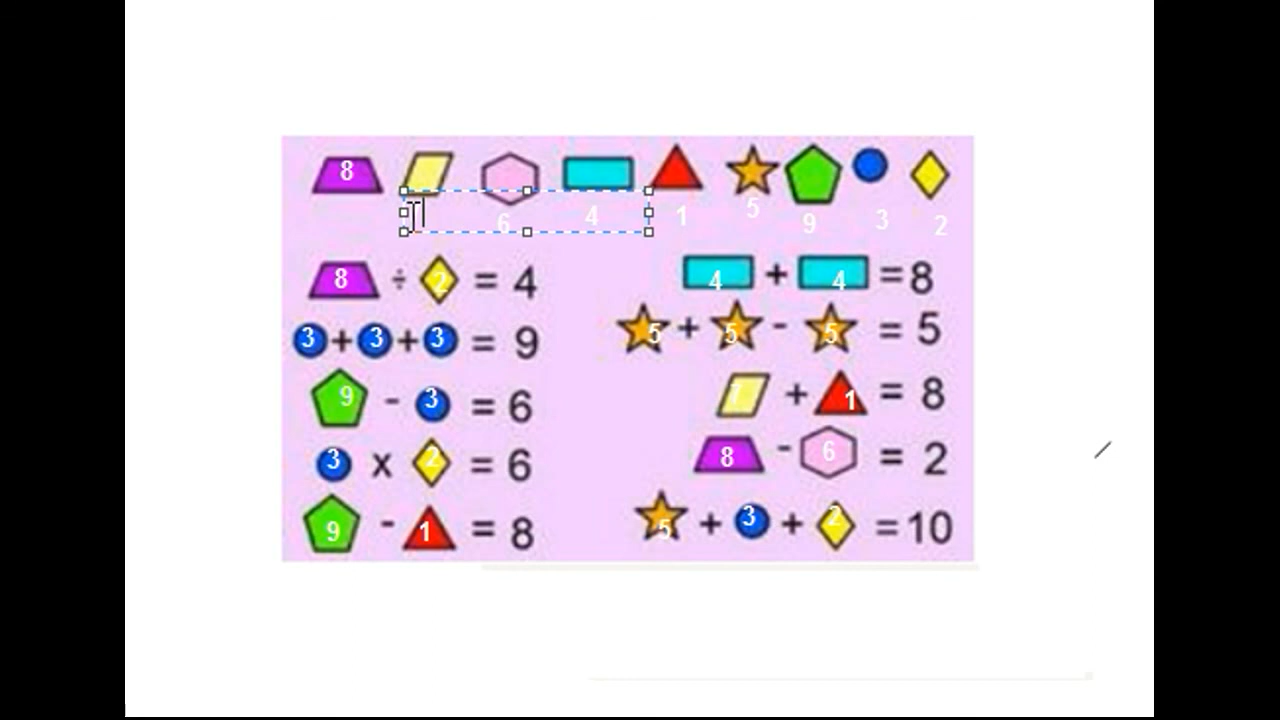 8
6 4 1 5 9 3 2
8 ÷ 2 = 4
4 + 4 = 8
3 + 3 + 3 = 9
5 + 5 - 5 = 5
9 - 3 = 6
7 + 1 = 8
3 x 2 = 6
8 - 6 = 2
9 - 1 = 8
5 + 3 + 2 = 10